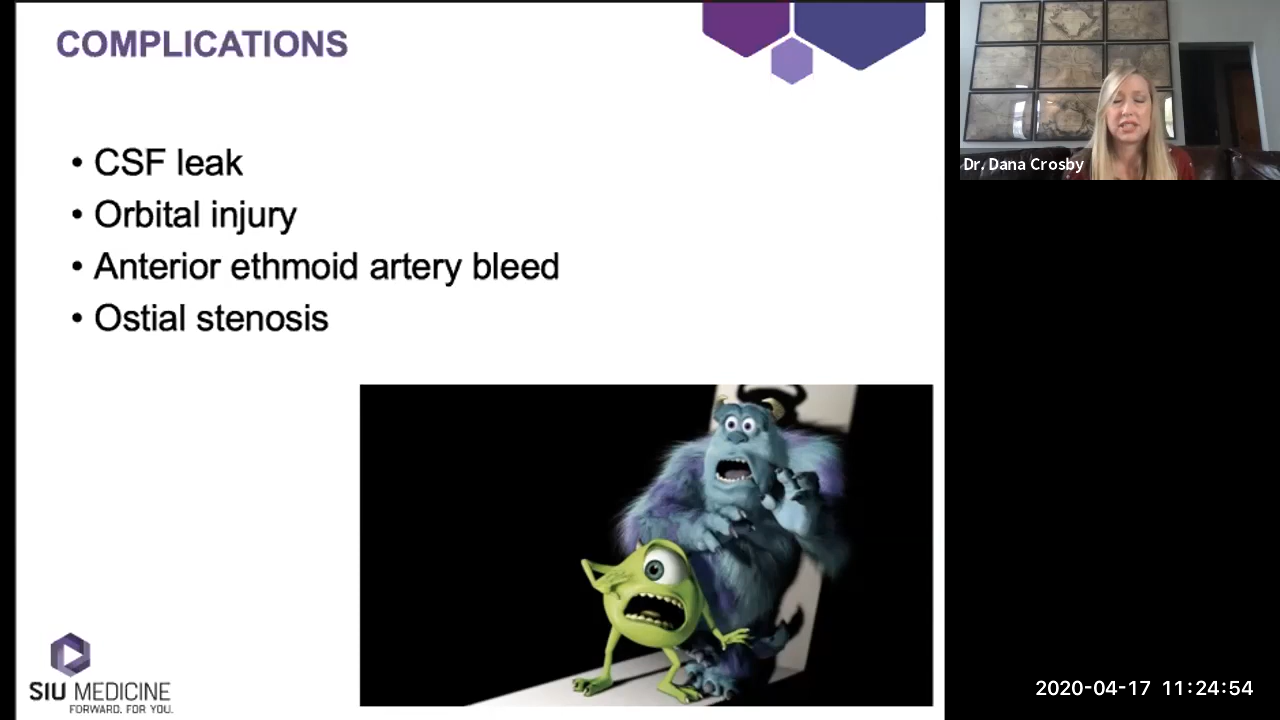 COMPLICATIONS
• CSF leak
• Orbital injury
• Anterior ethmoid artery bleed
• Ostial stenosis
SIU MEDICINE
FORWARD. FOR YOU.
Dr. Dana Crosby
2020-04-17 11:24:54